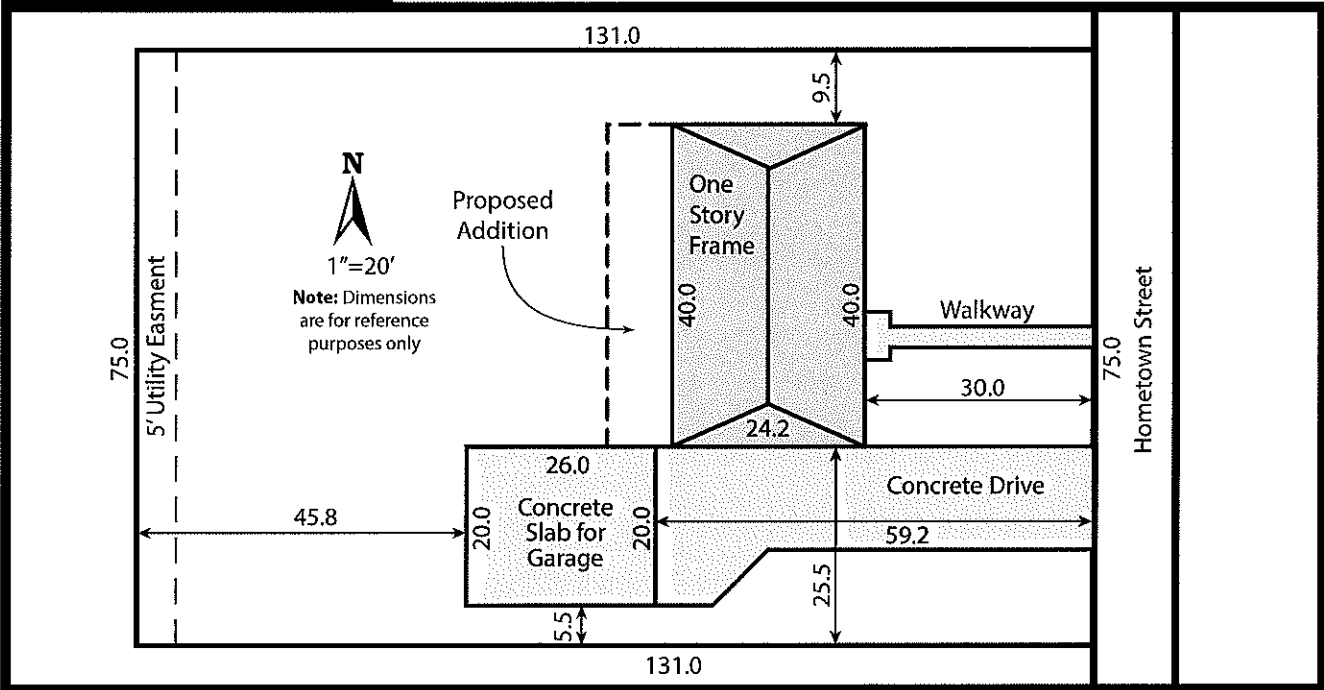 131.0
9.5
N
1"=20'
Note: Dimensions
are for reference
purposes only
Proposed
Addition
One
Story
Frame
40.0
40.0
24.2
Walkway
30.0
75.0
5' Utility Easment
75.0
Hometown Street
26.0
Concrete
Slab for
Garage
20.0
20.0
45.8
Concrete Drive
59.2
25.5
5.5
131.0